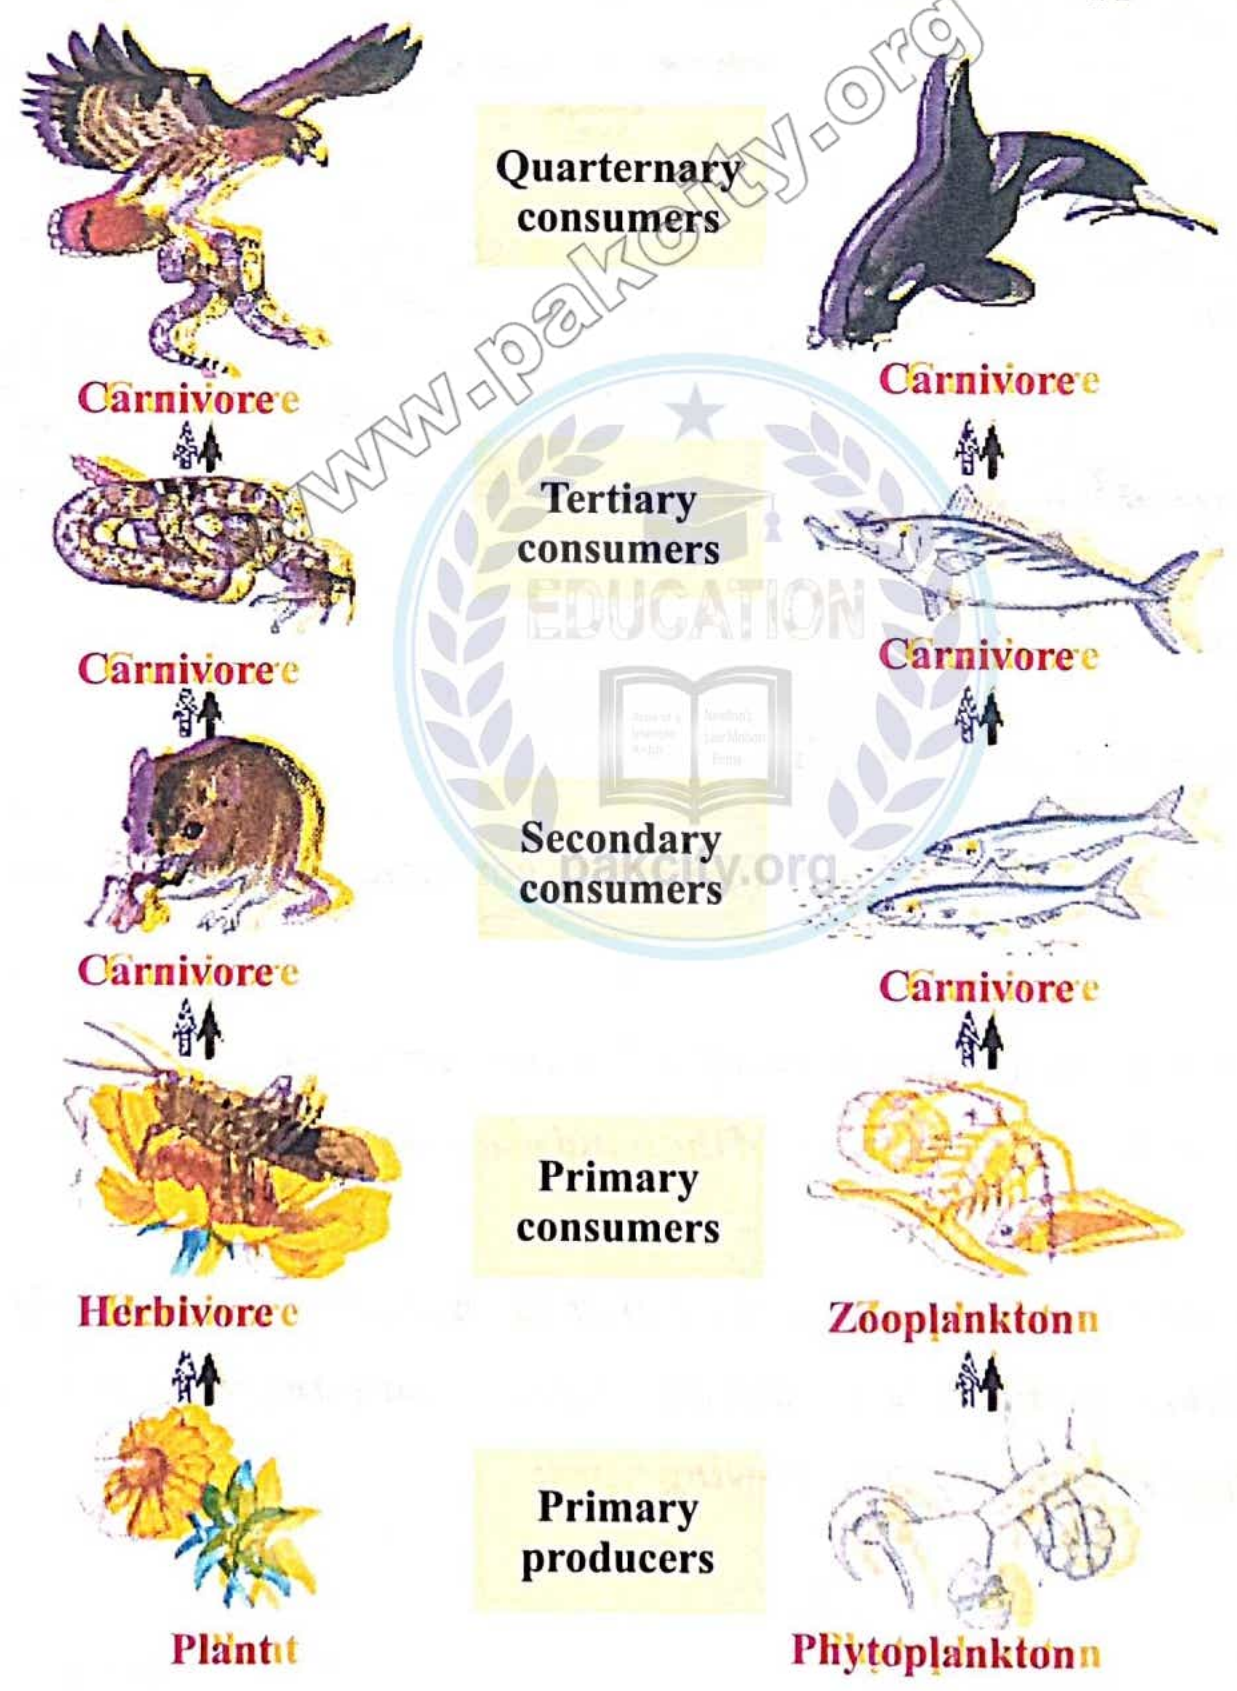 www.pakcity.org
Quarternary
consumers
Carnivore
Carnivore
Tertiary
consumers
EDUCATION
Carnivore
Carnivore
Secondary
consumers
pakcity.org
Carnivore
Carnivore
Primary
consumers
Herbivore
Zooplankton
Primary
producers
Plant
Phytoplankton